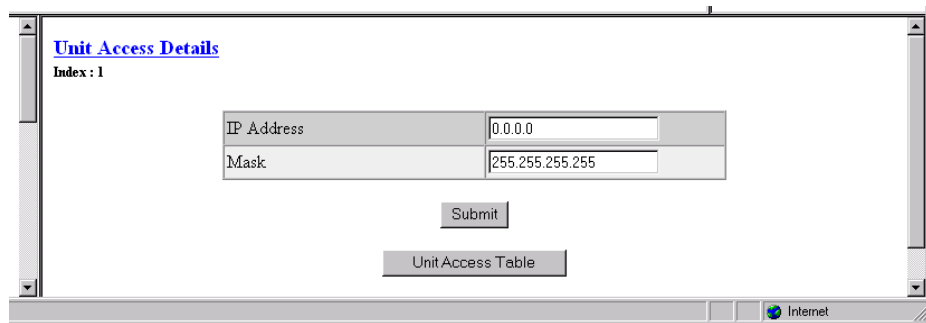 Unit Access Details
Index : 1
IP Address 0.0.0.0
Mask 255.255.255.255
Submit
Unit Access Table
Internet